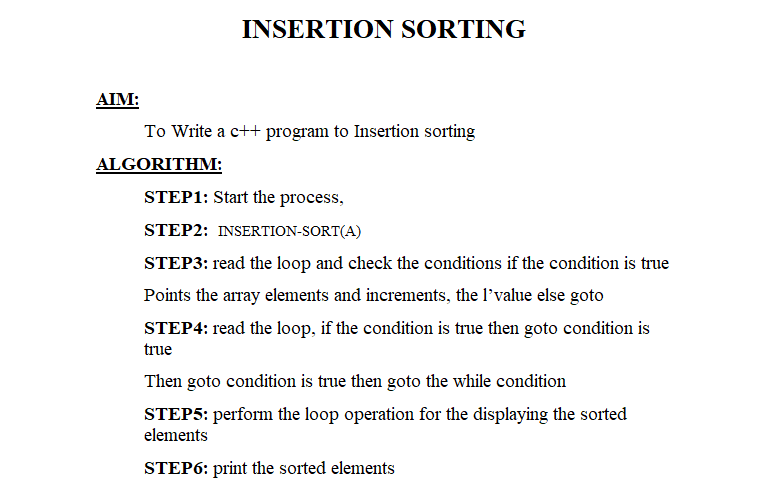 INSERTION SORTING
AIM:
To Write a c++ program to Insertion sorting
ALGORITHM:
STEP1: Start the process,
STEP2: INSERTION-SORT(A)
STEP3: read the loop and check the conditions if the condition is true
Points the array elements and increments, the l’value else goto
STEP4: read the loop, if the condition is true then goto condition is
true
Then goto condition is true then goto the while condition
STEP5: perform the loop operation for the displaying the sorted
elements
STEP6: print the sorted elements